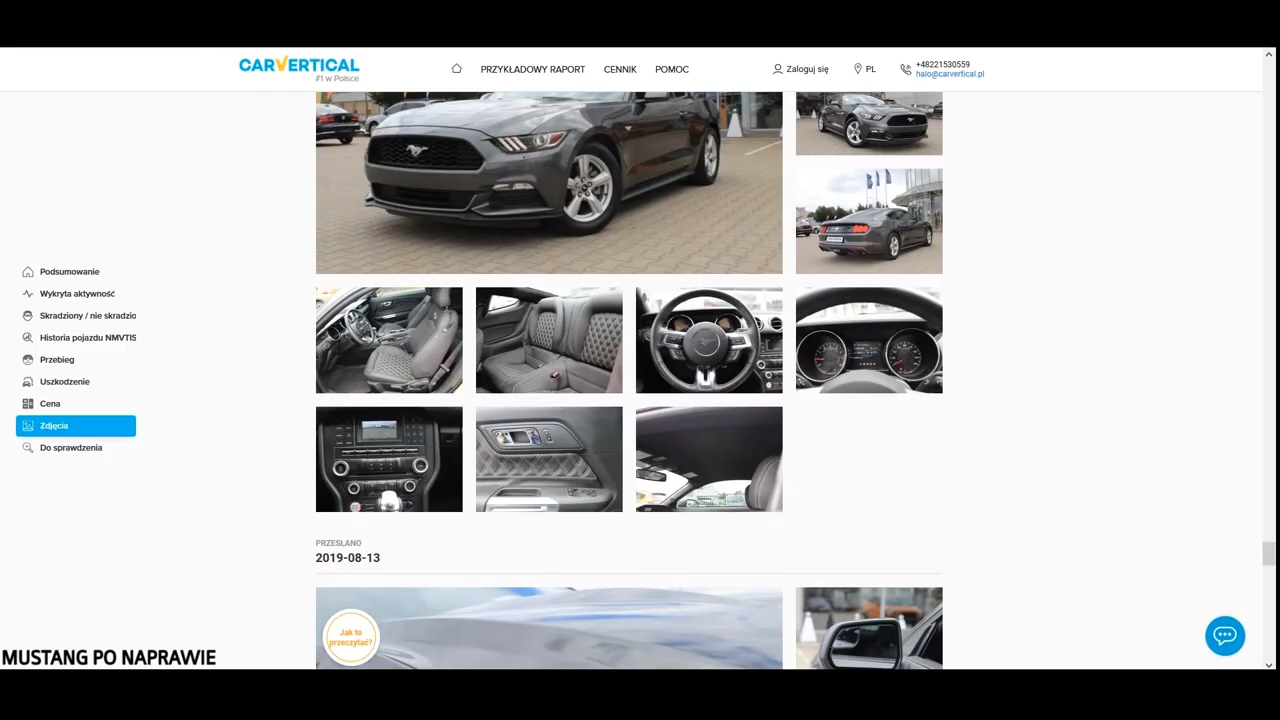 CARVERTICAL
#1 w Polsce
PRZYKŁADOWY RAPORT
CENNIK
POMOC
Zaloguj się
PL
+48221530559
halo@carvertical.pl
Podsumowanie
Wykryta aktywność
Skradziony / nie skradzio
Historia pojazdu NMVTIS
Przebieg
Uszkodzenie
Cena
Zdjęcia
Do sprawdzenia
PRZESŁANO
2019-08-13
Jak to
przeczytać?
MUSTANG PO NAPRAWIE